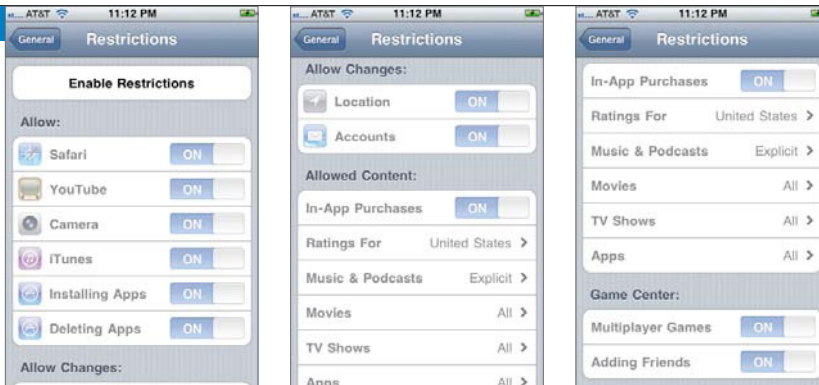 AT&T 11:12 PM
General Restrictions
Enable Restrictions
Allow:
Safari ON
YouTube ON
Camera ON
iTunes ON
Installing Apps ON
Deleting Apps ON
Allow Changes:
AT&T 11:12 PM
General Restrictions
Allow Changes:
Location ON
Accounts ON
Allowed Content:
In-App Purchases ON
Ratings For United States
Music & Podcasts Explicit
Movies All
TV Shows All
Apps All
AT&T 11:12 PM
General Restrictions
In-App Purchases ON
Ratings For United States
Music & Podcasts Explicit
Movies All
TV Shows All
Apps All
Game Center:
Multiplayer Games ON
Adding Friends ON